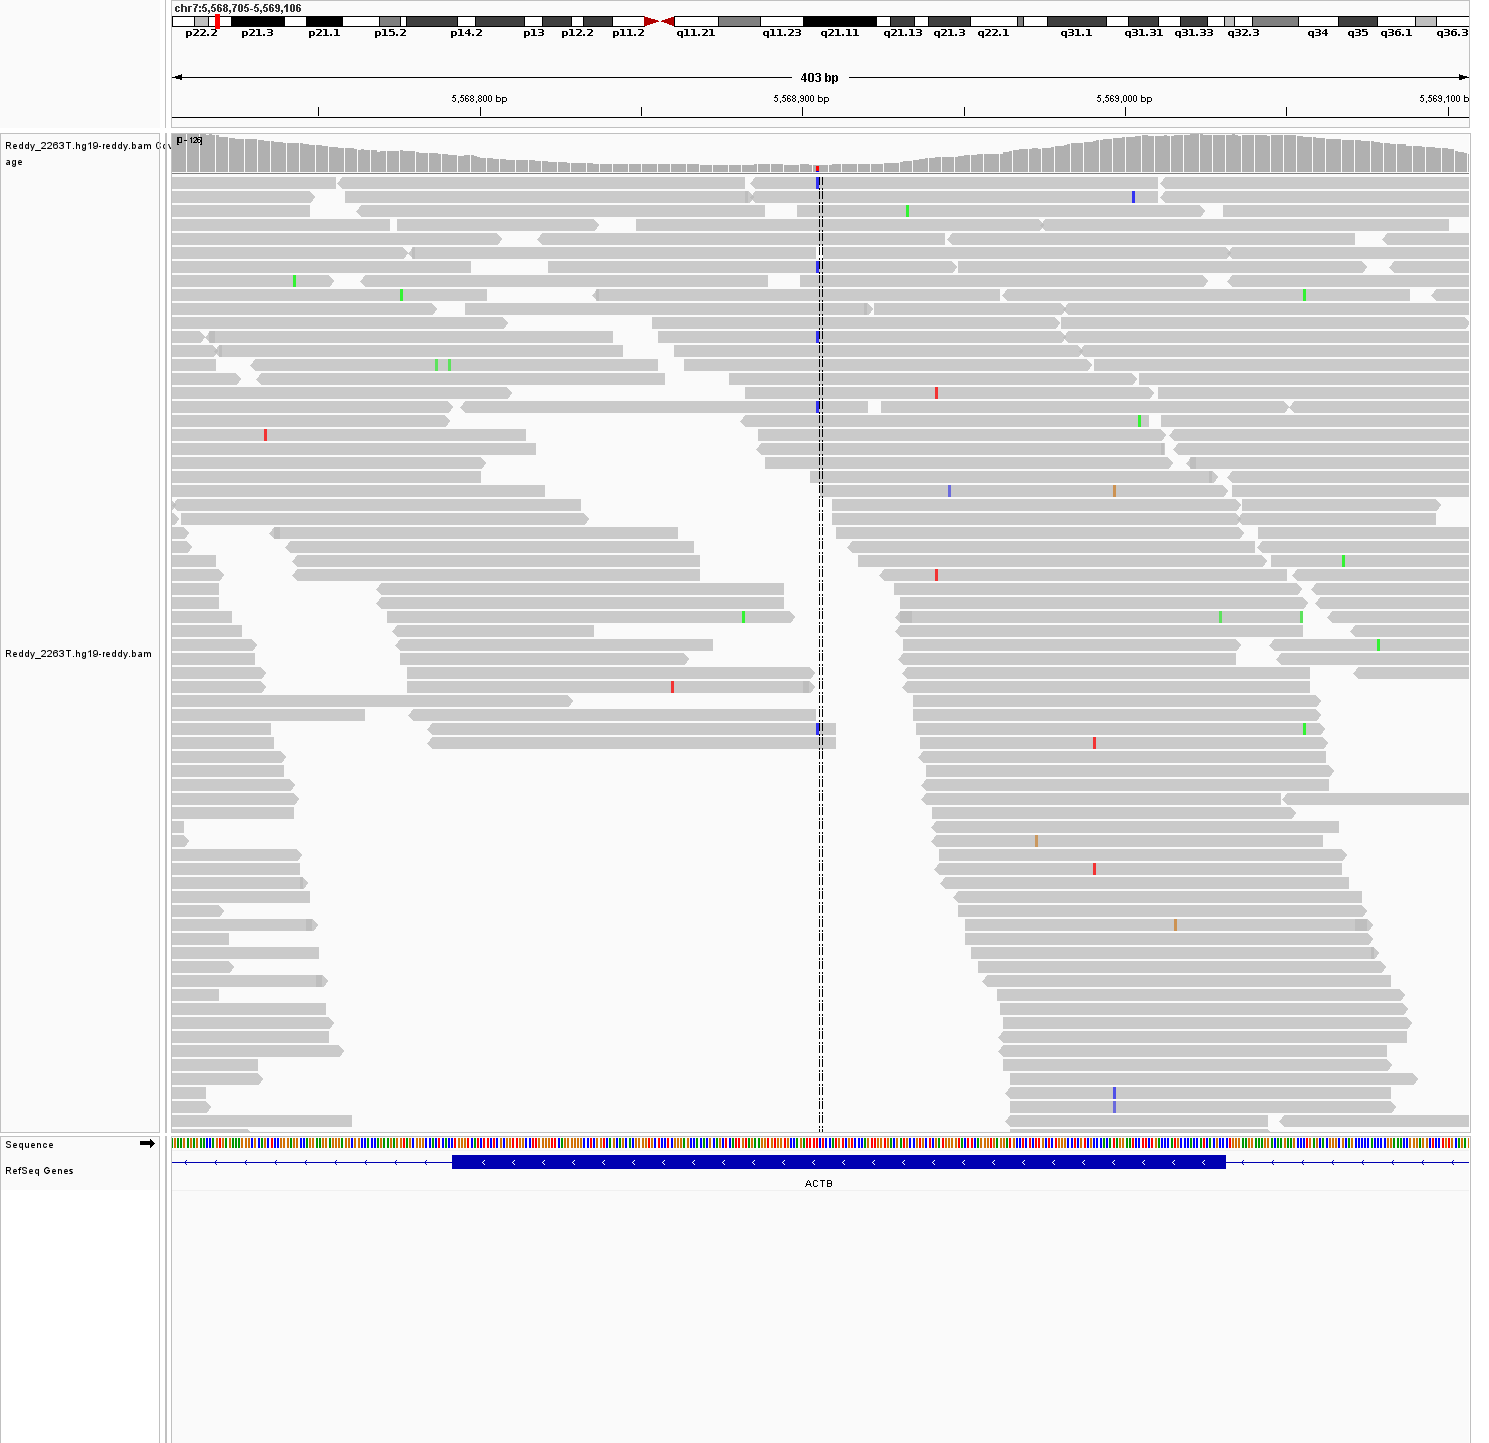 chr7:5,568,705-5,569,106
p22.2 p21.3 p21.1 p15.2 p14.2 p13 p12.2 p11.2 q11.21 q11.23 q21.11 q21.13 q21.3 q22.1 q31.1 q31.31 q31.33 q32.3 q34 q35 q36.1 q36.3
403 bp
5,568,800 bp 5,568,900 bp 5,569,000 bp 5,569,100 b
Reddy_2263T.hg19-reddy.bam Cov
age
[0 - 126]
Reddy_2263T.hg19-reddy.bam
Sequence
RefSeq Genes
ACTB